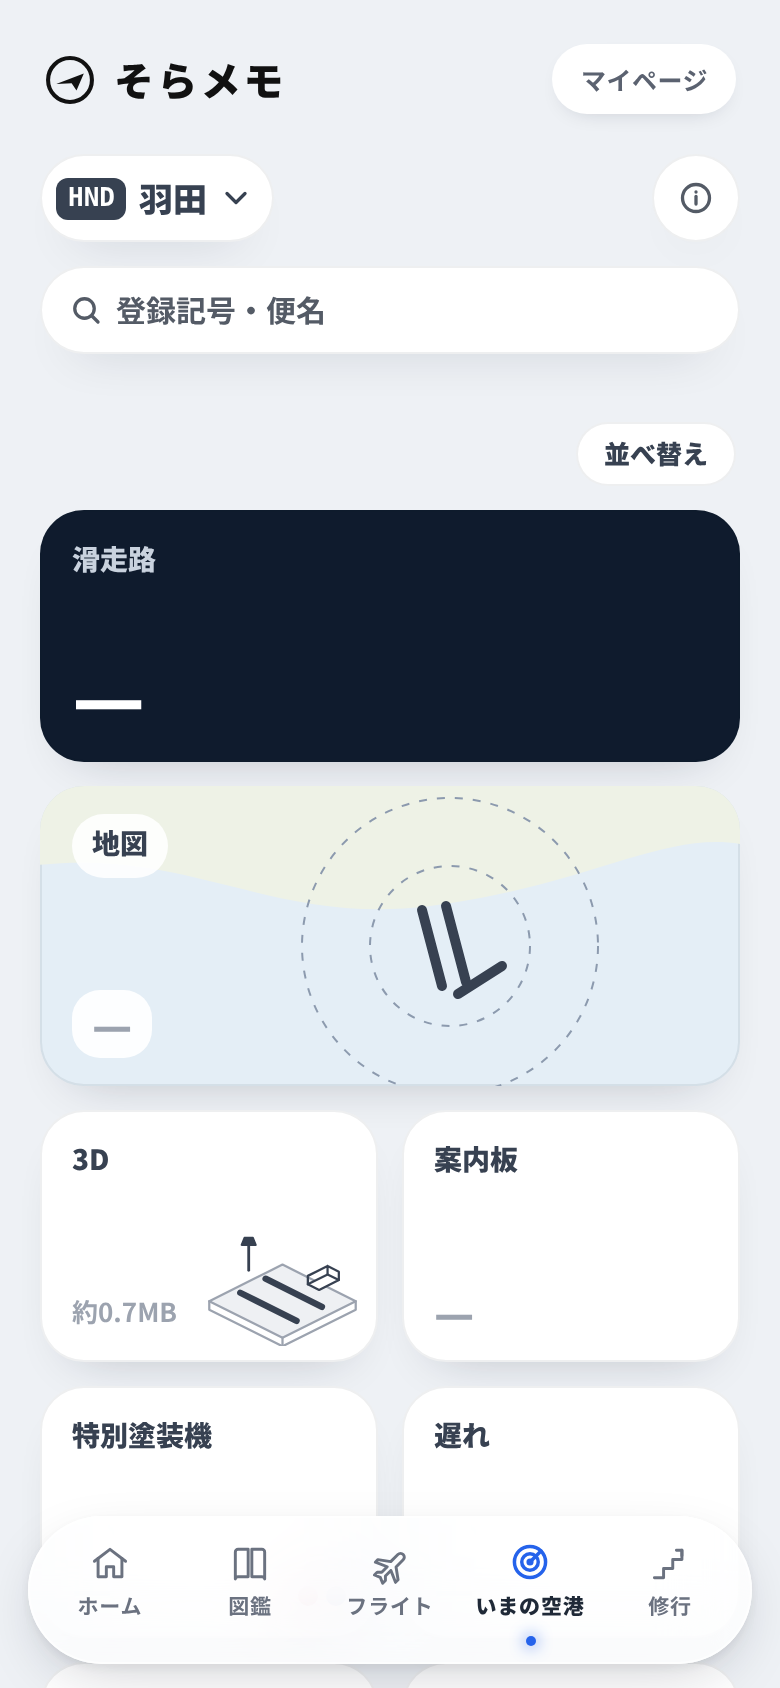 そらメモ
マイページ
HND 羽田
登録記号・便名
並べ替え
滑走路
—
地図
—
3D
案内板
約0.7MB
—
特別塗装機
遅れ
ホーム
図鑑
フライト
いまの空港
修行